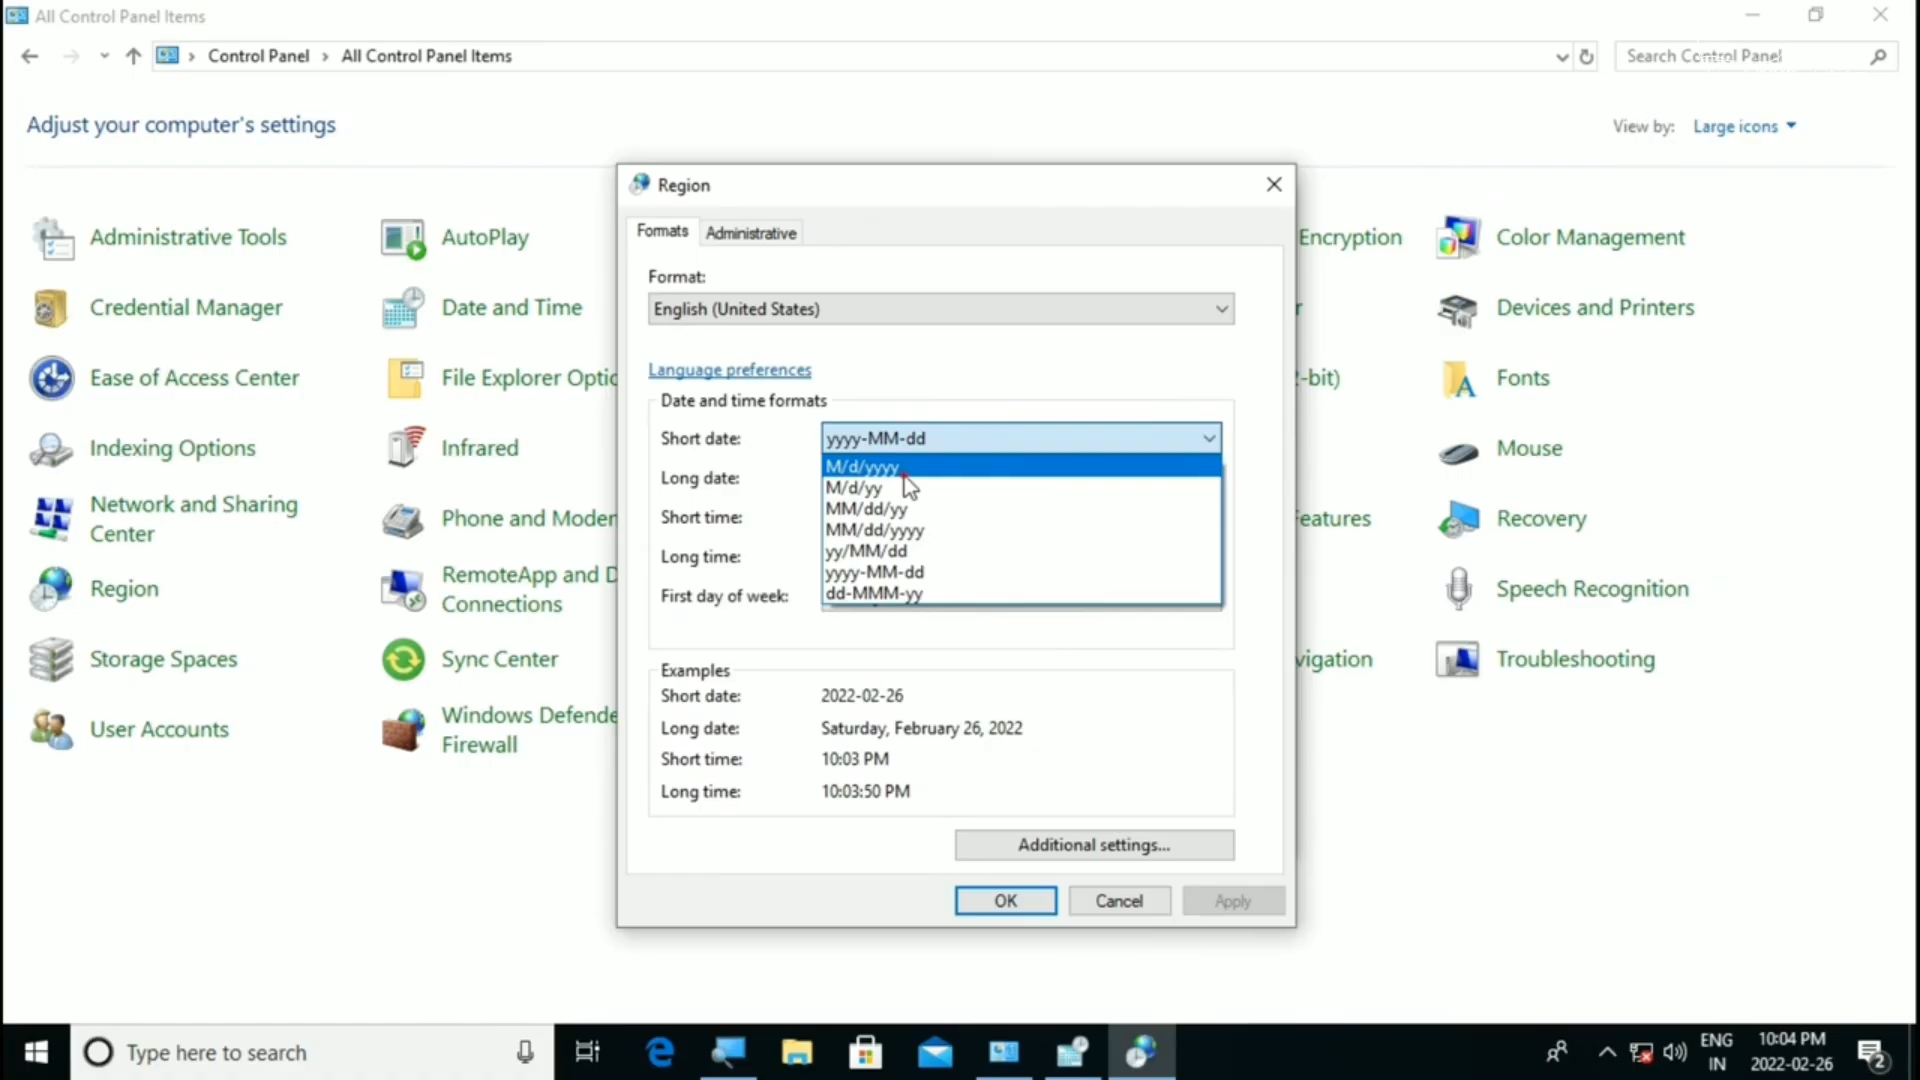 All Control Panel Items
Control Panel > All Control Panel Items
Search Control Panel
Adjust your computer's settings
View by: Large icons
Administrative Tools
AutoPlay
Encryption
Color Management
Credential Manager
Date and Time
r
Devices and Printers
Ease of Access Center
File Explorer Optio
-bit)
Fonts
Indexing Options
Infrared
Mouse
Network and Sharing
Center
Phone and Modem
Features
Recovery
Region
RemoteApp and D
Connections
Speech Recognition
Storage Spaces
Sync Center
vigation
Troubleshooting
User Accounts
Windows Defende
Firewall
Region
Formats
Administrative
Format:
English (United States)
Language preferences
Date and time formats
Short date:
yyyy-MM-dd
M/d/yyyy
Long date:
M/d/yy
MM/dd/yy
Short time:
MM/dd/yyyy
Long time:
yy/MM/dd
yyyy-MM-dd
First day of week:
dd-MMM-yy
Examples
Short date: 2022-02-26
Long date: Saturday, February 26, 2022
Short time: 10:03 PM
Long time: 10:03:50 PM
Additional settings...
OK
Cancel
Apply
Type here to search
ENG
IN
10:04 PM
2022-02-26
2